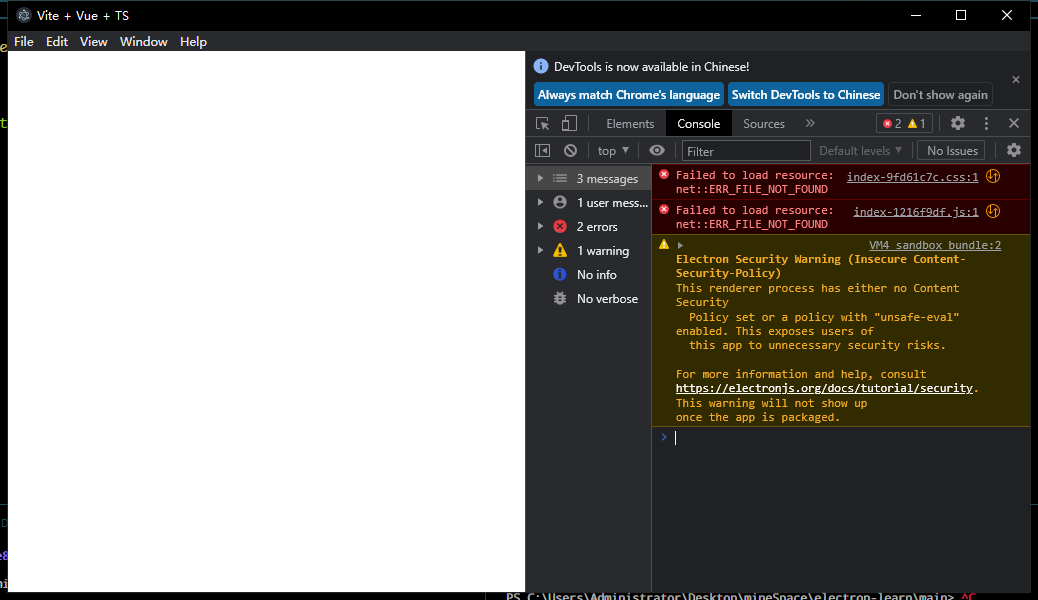 Vite + Vue + TS
File Edit View Window Help
DevTools is now available in Chinese!
Always match Chrome's language Switch DevTools to Chinese Don't show again
Elements Console Sources 2 1
top Filter Default levels No Issues
3 messages
1 user mess...
2 errors
1 warning
No info
No verbose
Failed to load resource: index-9fd61c7c.css:1
net::ERR_FILE_NOT_FOUND
Failed to load resource: index-1216f9df.js:1
net::ERR_FILE_NOT_FOUND
VM4 sandbox bundle:2
Electron Security Warning (Insecure Content-
Security-Policy)
This renderer process has either no Content
Security
Policy set or a policy with "unsafe-eval"
enabled. This exposes users of
this app to unnecessary security risks.
For more information and help, consult
https://electronjs.org/docs/tutorial/security.
This warning will not show up
once the app is packaged.
PS C:\Users\Administrator\Desktop\mineSpace\electron-learn\main> ^C